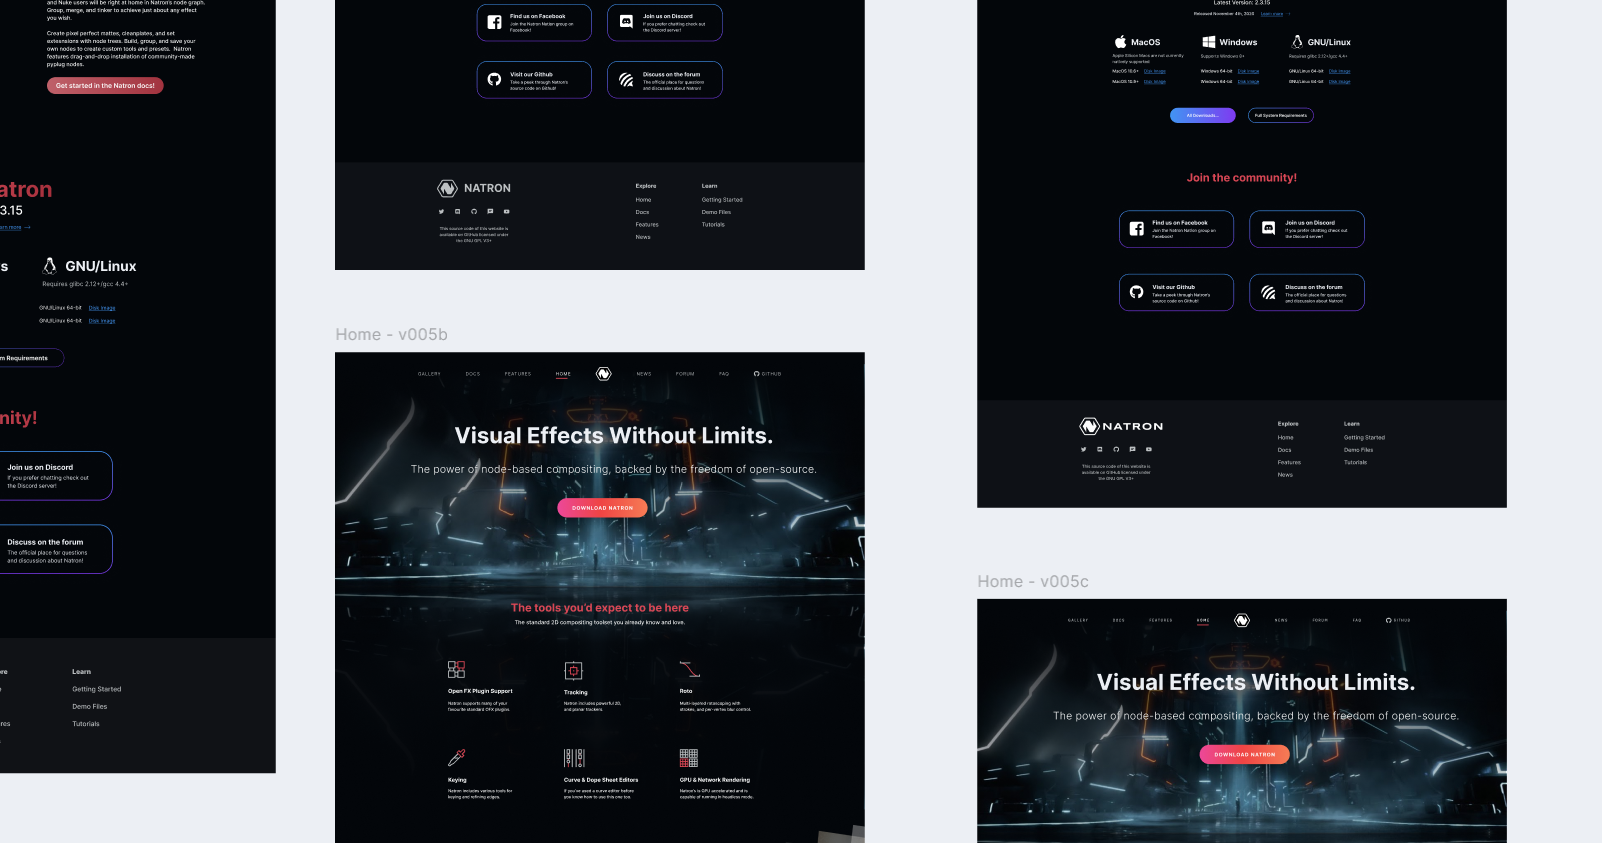 and Nuke users will be right at home in Natron's node graph.
Group, merge, and tinker to achieve just about any effect
you wish.
Create pixel perfect mattes, cleanplates, and set
extesnsions with node trees. Build, group, and save your
own nodes to create custom tools and presets. Natron
features drag-and-drop installation of community-made
pyplug nodes.
Get started in the Natron docs!
atron
3.15
arn more →
s
GNU/Linux
Requires glibc 2.12+/gcc 4.4+
GNU/Linux 64-bit Disk Image
GNU/Linux 64-bit Disk Image
m Requirements
nity!
Join us on Discord
If you prefer chatting check out
the Discord server!
Discuss on the forum
The official place for questions
and discussion about Natron!
re
Learn
Getting Started
Demo Files
res
Tutorials
Find us on Facebook
Join the Natron Nation group on
Facebook!
Join us on Discord
If you prefer chatting check out
the Discord server!
Visit our Github
Take a peek through Natron's
source code on Github!
Discuss on the forum
The official place for questions
and discussion about Natron!
NATRON
This source code of this website is
available on GitHub licensed under
the GNU GPL V3+
Explore
Home
Docs
Features
News
Learn
Getting Started
Demo Files
Tutorials
Home - v005b
GALLERY DOCS FEATURES HOME NEWS FORUM FAQ GITHUB
Visual Effects Without Limits.
The power of node-based compositing, backed by the freedom of open-source.
DOWNLOAD NATRON
The tools you'd expect to be here
The standard 2D compositing toolset you already know and love.
Open FX Plugin Support
Natron supports many of your
favourite standard OFX plugins.
Tracking
Natron includes powerful 2D,
and planar trackers.
Roto
Multi-layered rotoscoping with
strokes, and per-vertex blur control.
Keying
Natron includes various tools for
keying and refining edges.
Curve & Dope Sheet Editors
If you've used a curve editor before
you know how to use this one too.
GPU & Network Rendering
Natron's is GPU accelerated and is
capable of running in headless mode.
Latest Version: 2.3.15
Released November 4th, 2020 Learn more →
MacOS
Apple Silicon Macs are not currently
natively supported
MacOS 10.6+ Disk Image
MacOS 10.9+ Disk Image
Windows
Supports Windows 8+
Windows 64-bit Disk Image
Windows 64-bit Disk Image
GNU/Linux
Requires glibc 2.12+/gcc 4.4+
GNU/Linux 64-bit Disk Image
GNU/Linux 64-bit Disk Image
All Downloads...
Full System Requirements
Join the community!
Find us on Facebook
Join the Natron Nation group on
Facebook!
Join us on Discord
If you prefer chatting check out
the Discord server!
Visit our Github
Take a peek through Natron's
source code on Github!
Discuss on the forum
The official place for questions
and discussion about Natron!
NATRON
This source code of this website is
available on GitHub licensed under
the GNU GPL V3+
Explore
Home
Docs
Features
News
Learn
Getting Started
Demo Files
Tutorials
Home - v005c
GALLERY DOCS FEATURES HOME NEWS FORUM FAQ GITHUB
Visual Effects Without Limits.
The power of node-based compositing, backed by the freedom of open-source.
DOWNLOAD NATRON